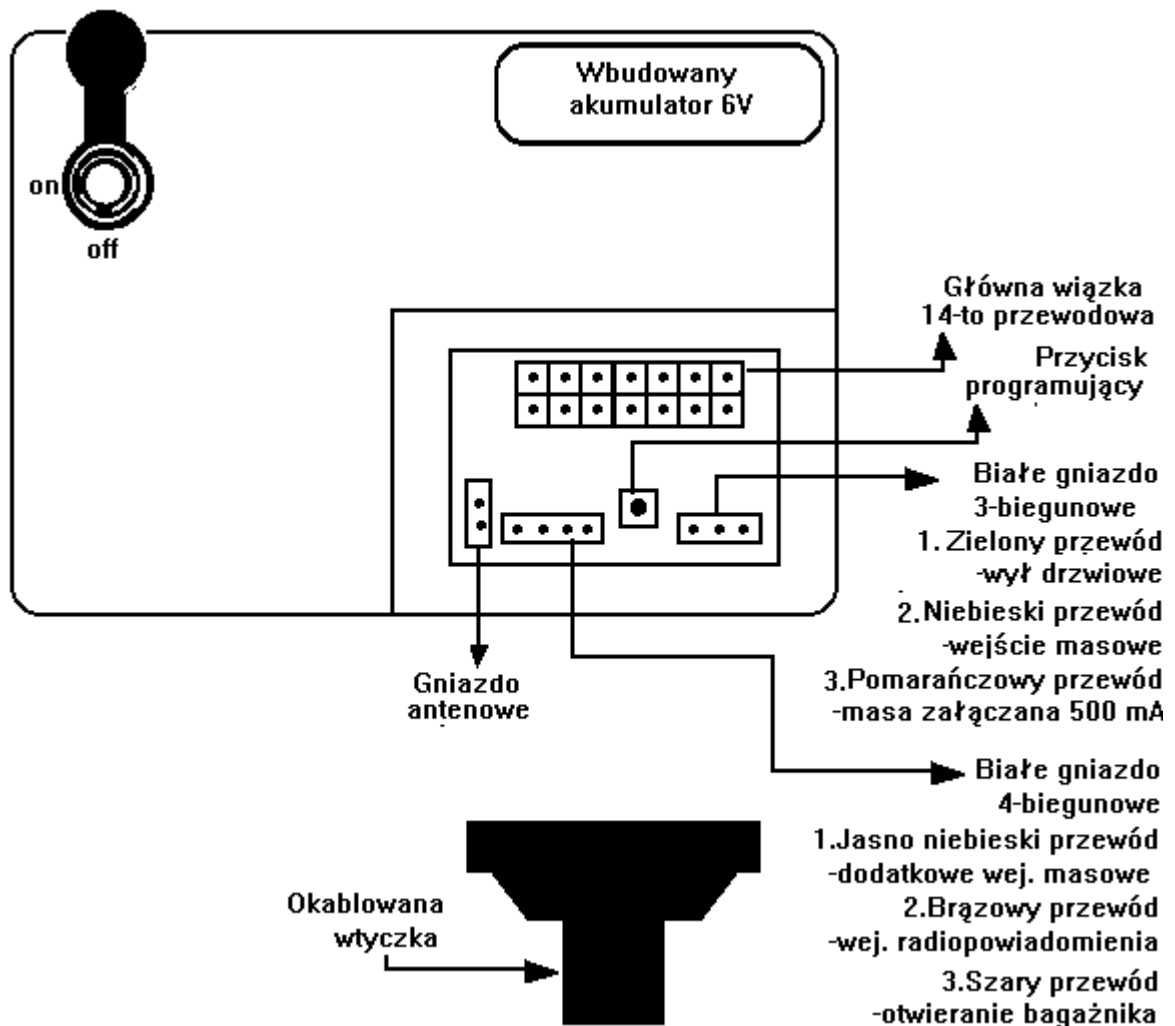 Wbudowany
akumulator 6V
on
off
Główna wiązka
14-to przewodowa
Przycisk
programujący
Białe gniazdo
3-biegunowe
1. Zielony przewód
-wył drzwiowe
2.Niebieski przewód
-wejście masowe
3.Pomarańczowy przewód
-masa załączana 500 mA
Gniazdo
antenowe
Białe gniazdo
4-biegunowe
1.Jasno niebieski przewód
-dodatkowe wej. masowe
2.Brązowy przewód
-wej. radiopowiadomienia
3.Szary przewód
-otwieranie bagażnika
Okablowana
wtyczka